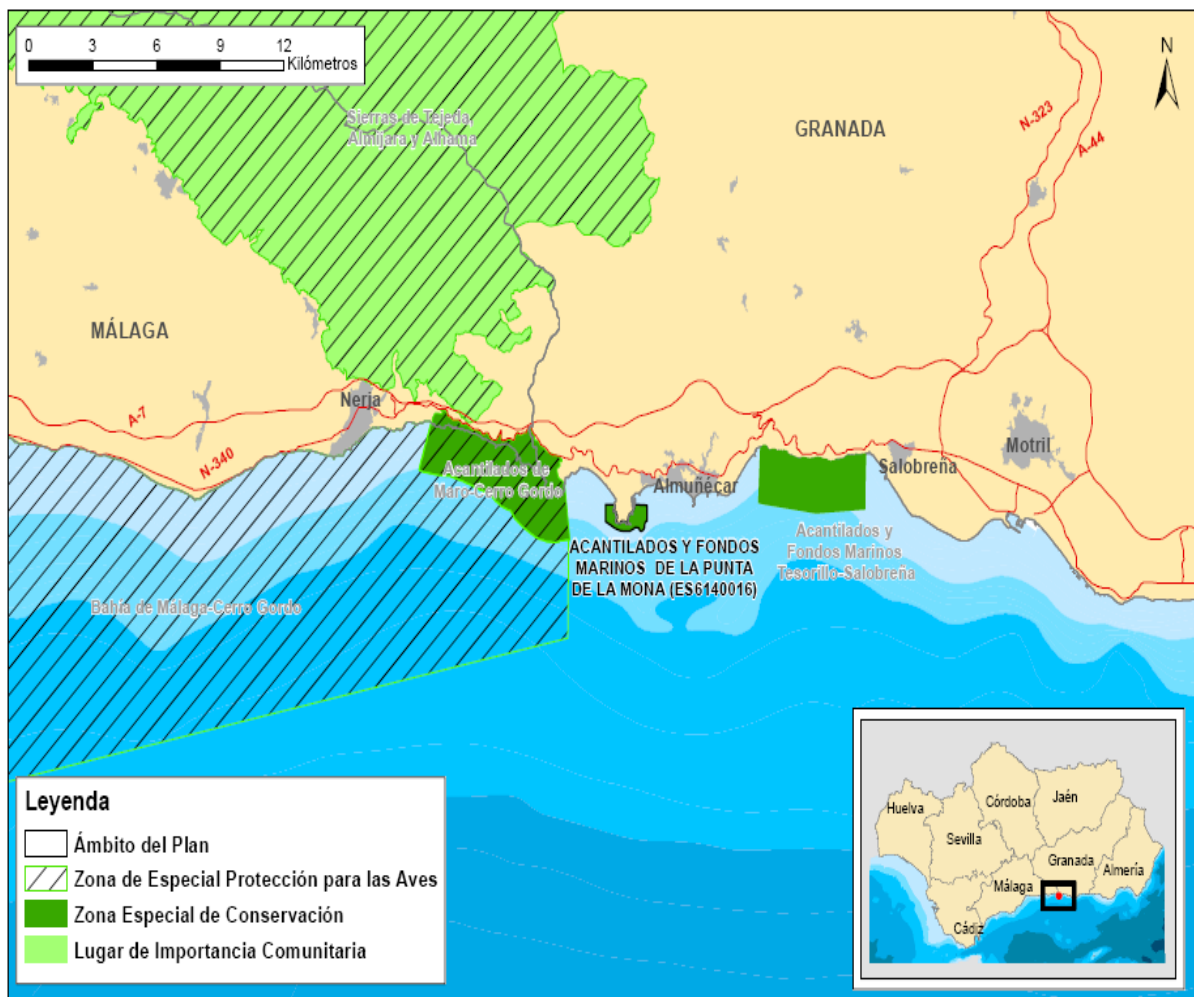 0 3 6 9 12
Kilómetros
N
Sierras de Tejeda,
Almijara y Alhama
GRANADA
N-323
A-44
MÁLAGA
Nerja
A-7
N-340
Acantilados de
Maro-Cerro Gordo
Almuñécar
Salobreña
Motril
ACANTILADOS Y FONDOS
MARINOS DE LA PUNTA
DE LA MONA (ES6140016)
Acantilados y
Fondos Marinos
Tesorillo-Salobreña
Bahía de Málaga-Cerro Gordo
Leyenda
Ámbito del Plan
Zona de Especial Protección para las Aves
Zona Especial de Conservación
Lugar de Importancia Comunitaria
Huelva
Sevilla
Córdoba
Jaén
Granada
Almería
Málaga
Cádiz